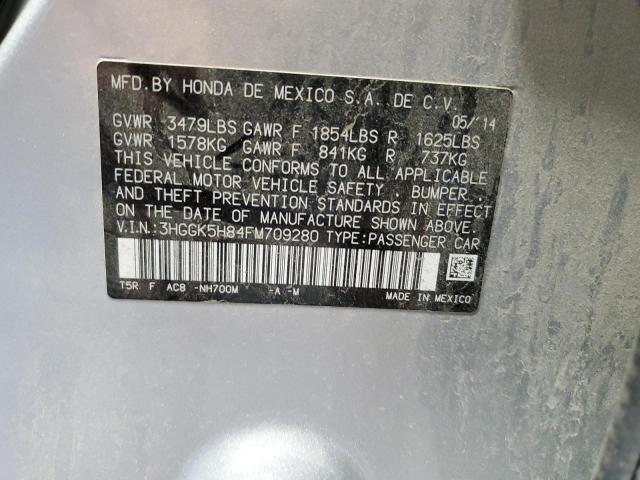 MFD. BY HONDA DE MEXICO S.A. DE C.V.
05/14
GVWR 3479LBS GAWR F 1854LBS R 1625LBS
GVWR 1578KG GAWR F 841KG R 737KG
THIS VEHICLE CONFORMS TO ALL APPLICABLE
FEDERAL MOTOR VEHICLE SAFETY, BUMPER,
AND THEFT PREVENTION STANDARDS IN EFFECT
ON THE DATE OF MANUFACTURE SHOWN ABOVE.
V.I.N.:3HGGK5H84FM709280 TYPE:PASSENGER CAR
T5R F AC8 -NH700M -A -M MADE IN MEXICO